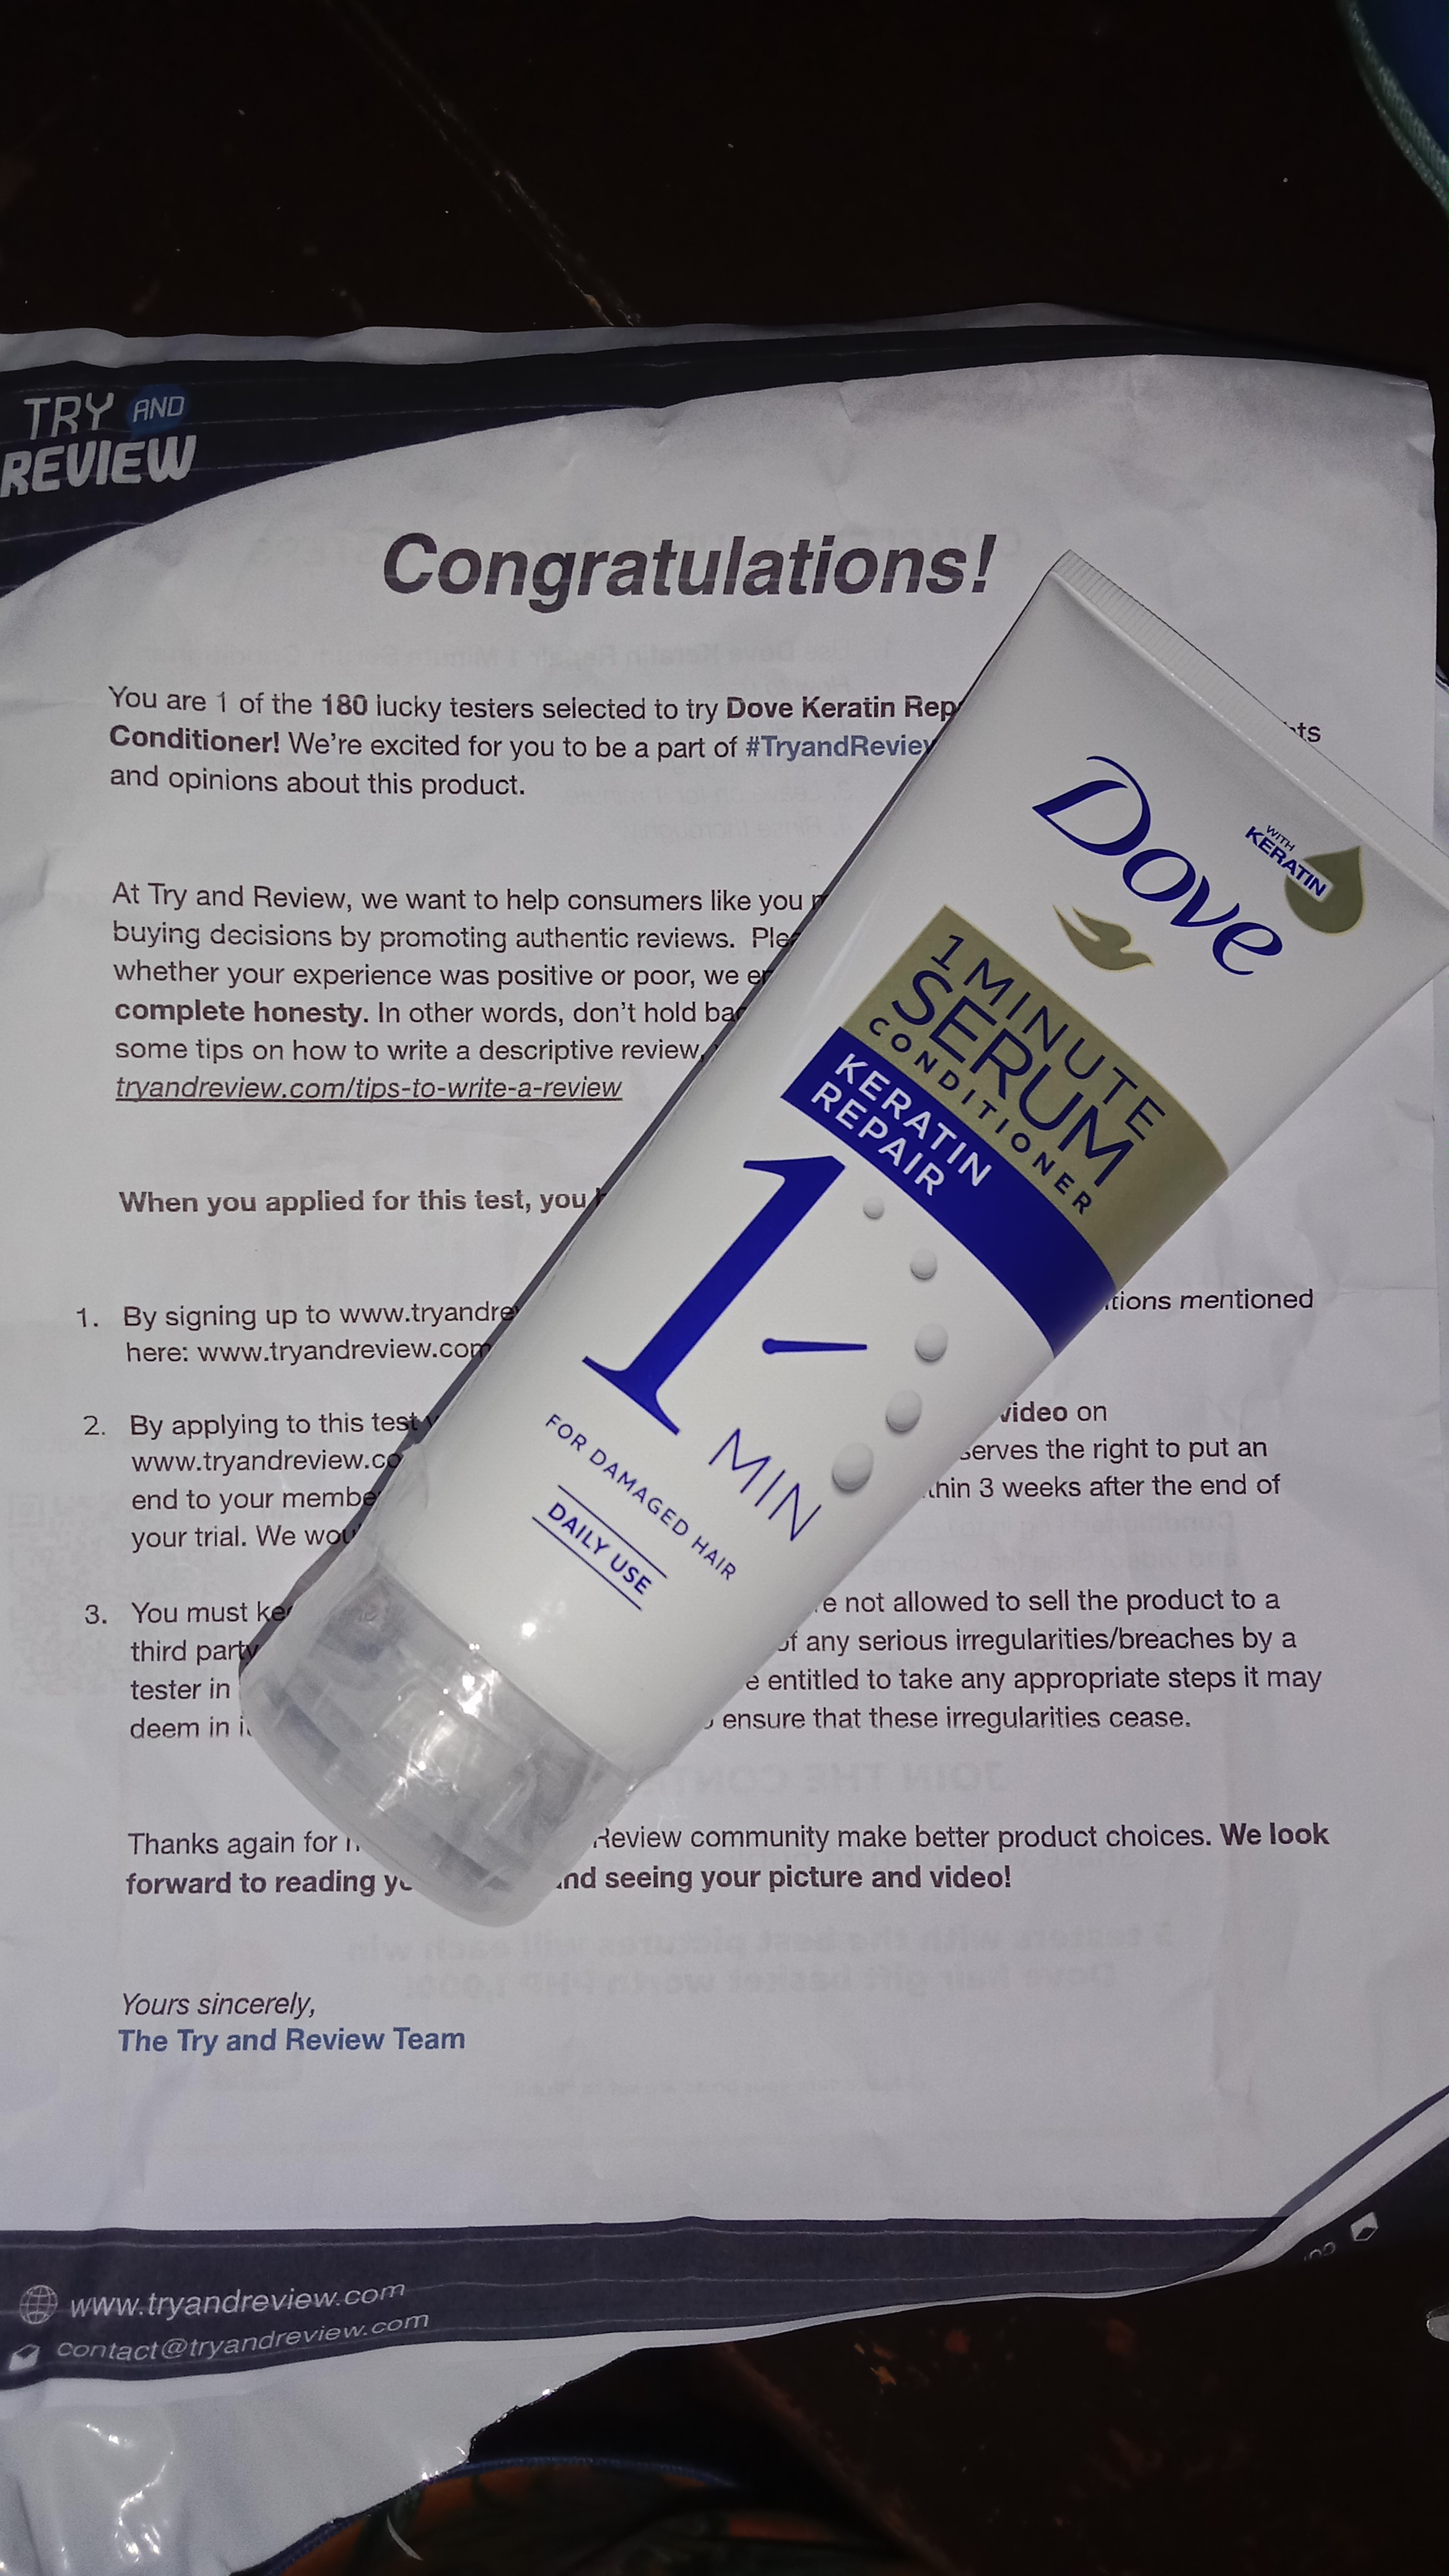 TRY AND
REVIEW
Congratulations!
You are 1 of the 180 lucky testers selected to try Dove Keratin Rep
Conditioner! We're excited for you to be a part of #TryandReview
and opinions about this product.
At Try and Review, we want to help consumers like you
buying decisions by promoting authentic reviews.
whether your experience was positive or poor, we
complete honesty. In other words, don't hold
some tips on how to write a descriptive review,
tryandreview.com/tips-to-write-a-review
When you applied for this test, you
1. By signing up to www.tryandre
itions mentioned
here: www.tryandreview.com
2. By applying to this test
video on
www.tryandreview.co
serves the right to put an
end to your membe
thin 3 weeks after the end of
your trial. We wou
3. You must
e not allowed to sell the product to a
third party
of any serious irregularities/breaches by a
tester in
e entitled to take any appropriate steps it may
deem in
ensure that these irregularities cease.
Thanks again for
Review community make better product choices. We look
forward to reading
nd seeing your picture and video!
Yours sincerely,
The Try and Review Team
www.tryandreview.com
contact@tryandreview.com
Dove
WITH
KERATIN
1 MINUTE
SERUM
CONDITIONER
KERATIN
REPAIR
1 MIN
FOR DAMAGED HAIR
DAILY USE